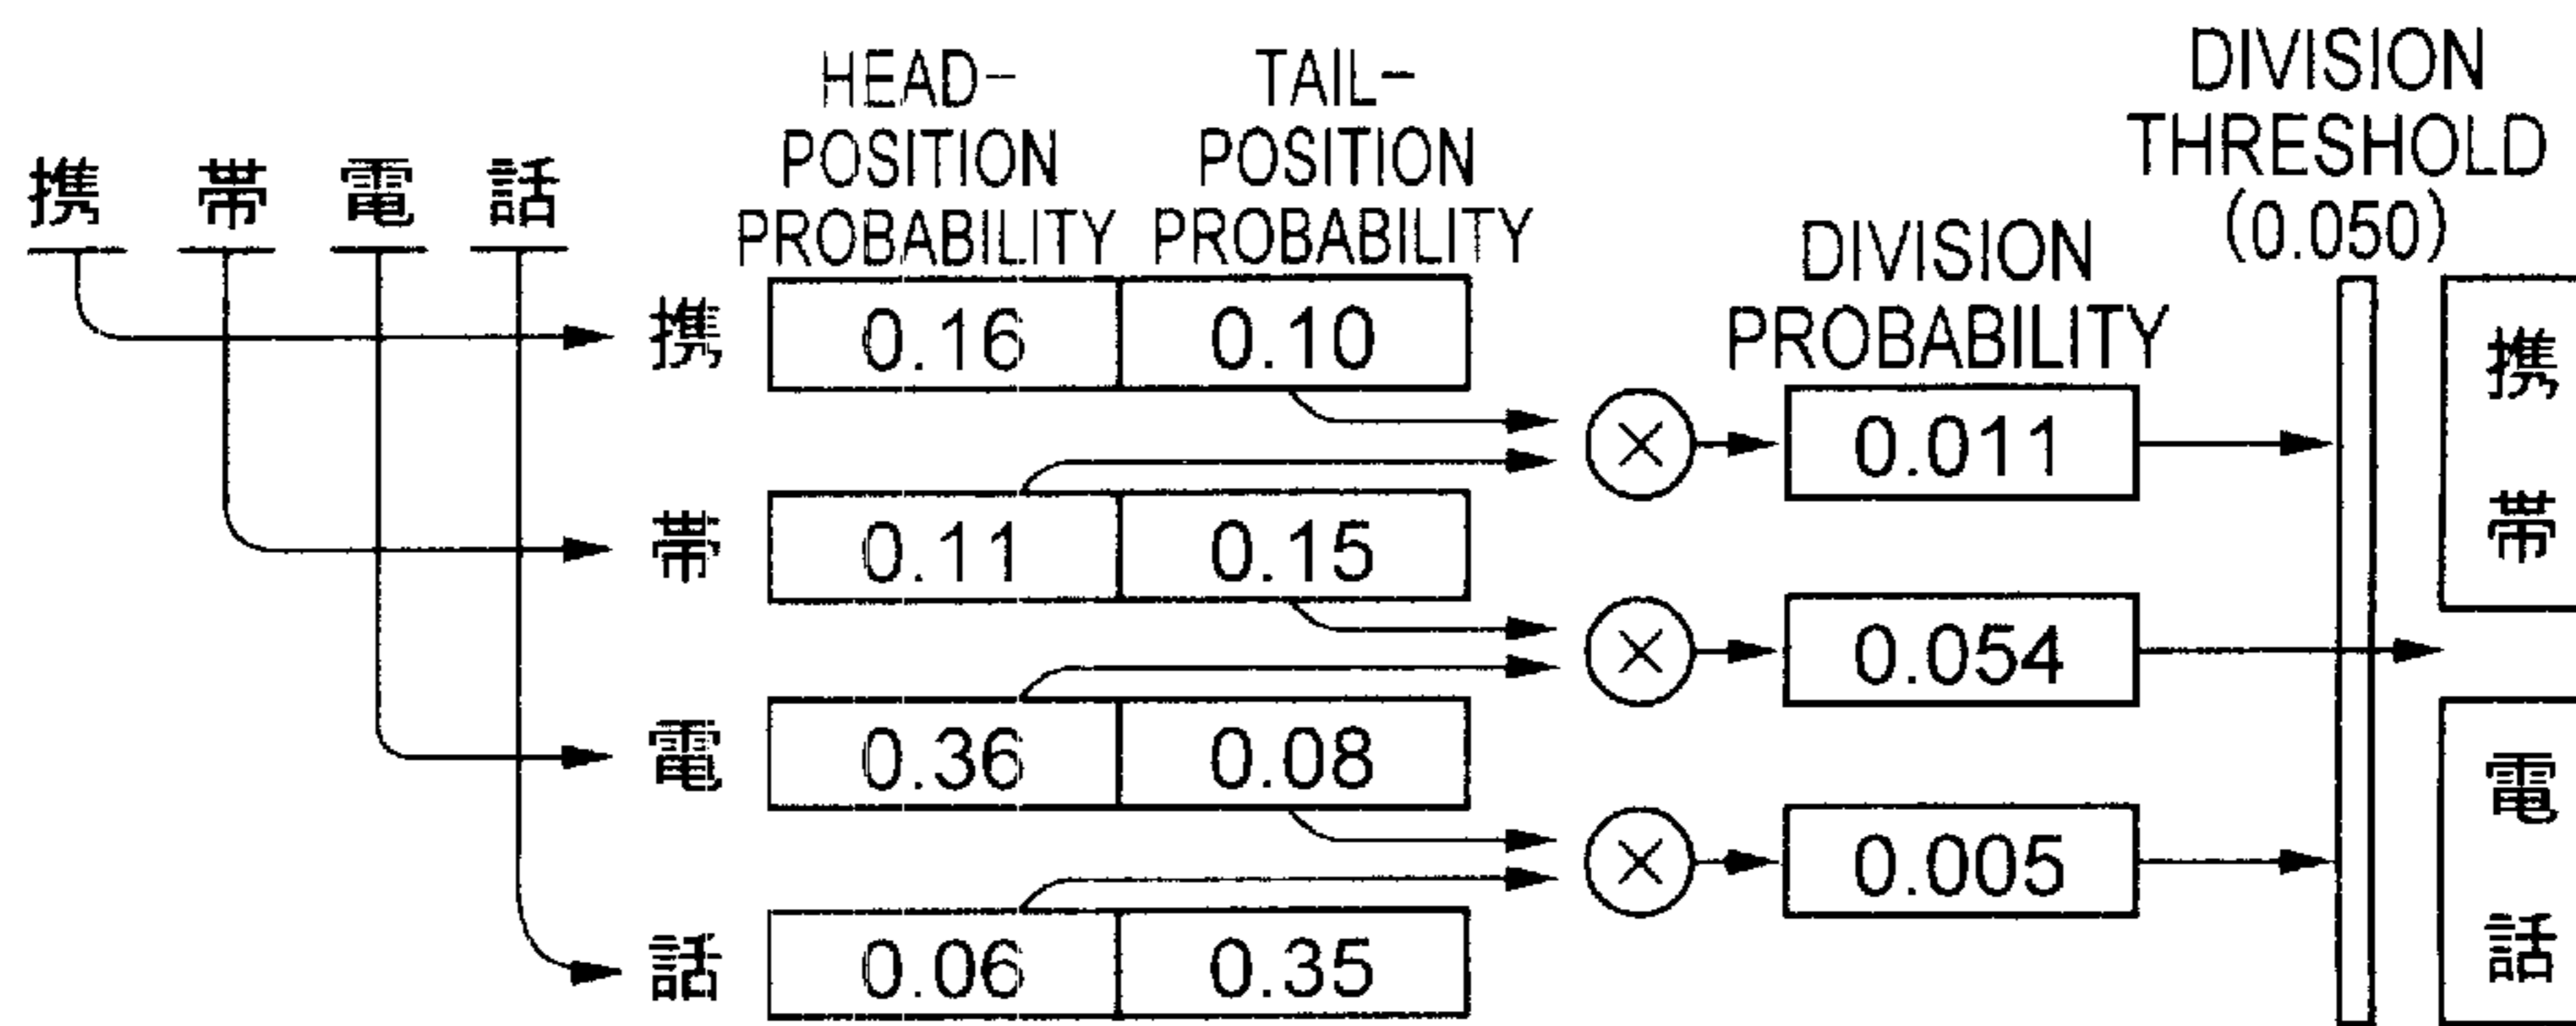 携 帯 電 話
HEAD-
POSITION
PROBABILITY
TAIL-
POSITION
PROBABILITY
DIVISION
PROBABILITY
DIVISION
THRESHOLD
(0.050)
携 0.16 0.10
0.011
帯 0.11 0.15
0.054
電 0.36 0.08
0.005
話 0.06 0.35
携
帯
電
話